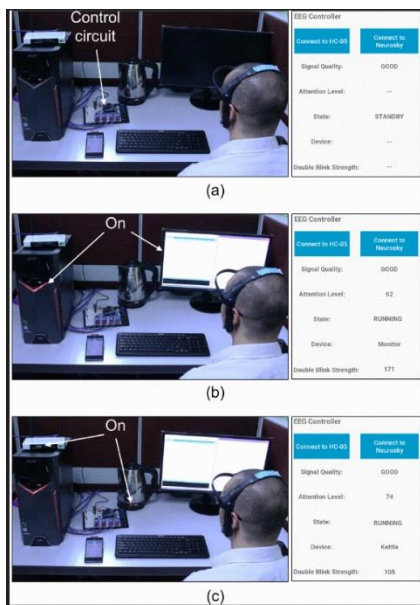 Control
circuit
EEG Controller
Connect to HC-05
Connect to
Neurosky
Signal Quality: GOOD
Attention Level: --
State: STANDBY
Device: --
Double Blink Strength: --
(a)
On
EEG Controller
Connect to HC-05
Connect to
Neurosky
Signal Quality: GOOD
Attention Level: 62
State: RUNNING
Device: Monitor
Double Blink Strength: 171
(b)
On
EEG Controller
Connect to HC-05
Connect to
Neurosky
Signal Quality: GOOD
Attention Level: 74
State: RUNNING
Device: Kettle
Double Blink Strength: 105
(c)